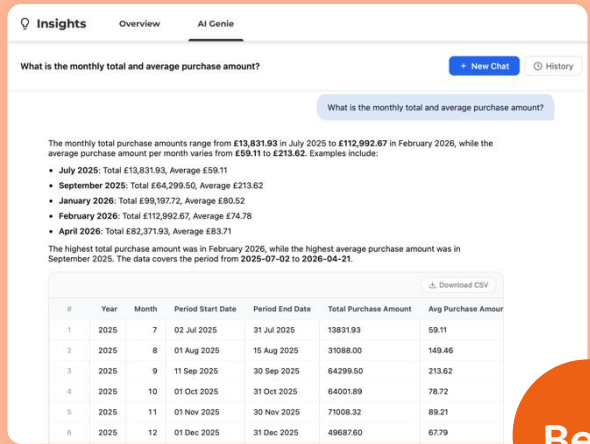 Insights Overview AI Genie
What is the monthly total and average purchase amount? + New Chat History
What is the monthly total and average purchase amount?
The monthly total purchase amounts range from £13,831.93 in July 2025 to £112,992.67 in February 2026, while the
average purchase amount per month varies from £59.11 to £213.62. Examples include:
• July 2025: Total £13,831.93, Average £59.11
• September 2025: Total £64,299.50, Average £213.62
• January 2026: Total £99,197.72, Average £80.52
• February 2026: Total £112,992.67, Average £74.78
• April 2026: Total £82,371.93, Average £83.71
The highest total purchase amount was in February 2026, while the highest average purchase amount was in
September 2025. The data covers the period from 2025-07-02 to 2026-04-21.
Download CSV
# Year Month Period Start Date Period End Date Total Purchase Amount Avg Purchase Amour
1 2025 7 02 Jul 2025 31 Jul 2025 13831.93 59.11
2 2025 8 01 Aug 2025 15 Aug 2025 31088.00 149.46
3 2025 9 11 Sep 2025 30 Sep 2025 64299.50 213.62
4 2025 10 01 Oct 2025 31 Oct 2025 64001.89 78.72
5 2025 11 01 Nov 2025 30 Nov 2025 71008.32 89.21
6 2025 12 01 Dec 2025 31 Dec 2025 49687.60 67.79
Be